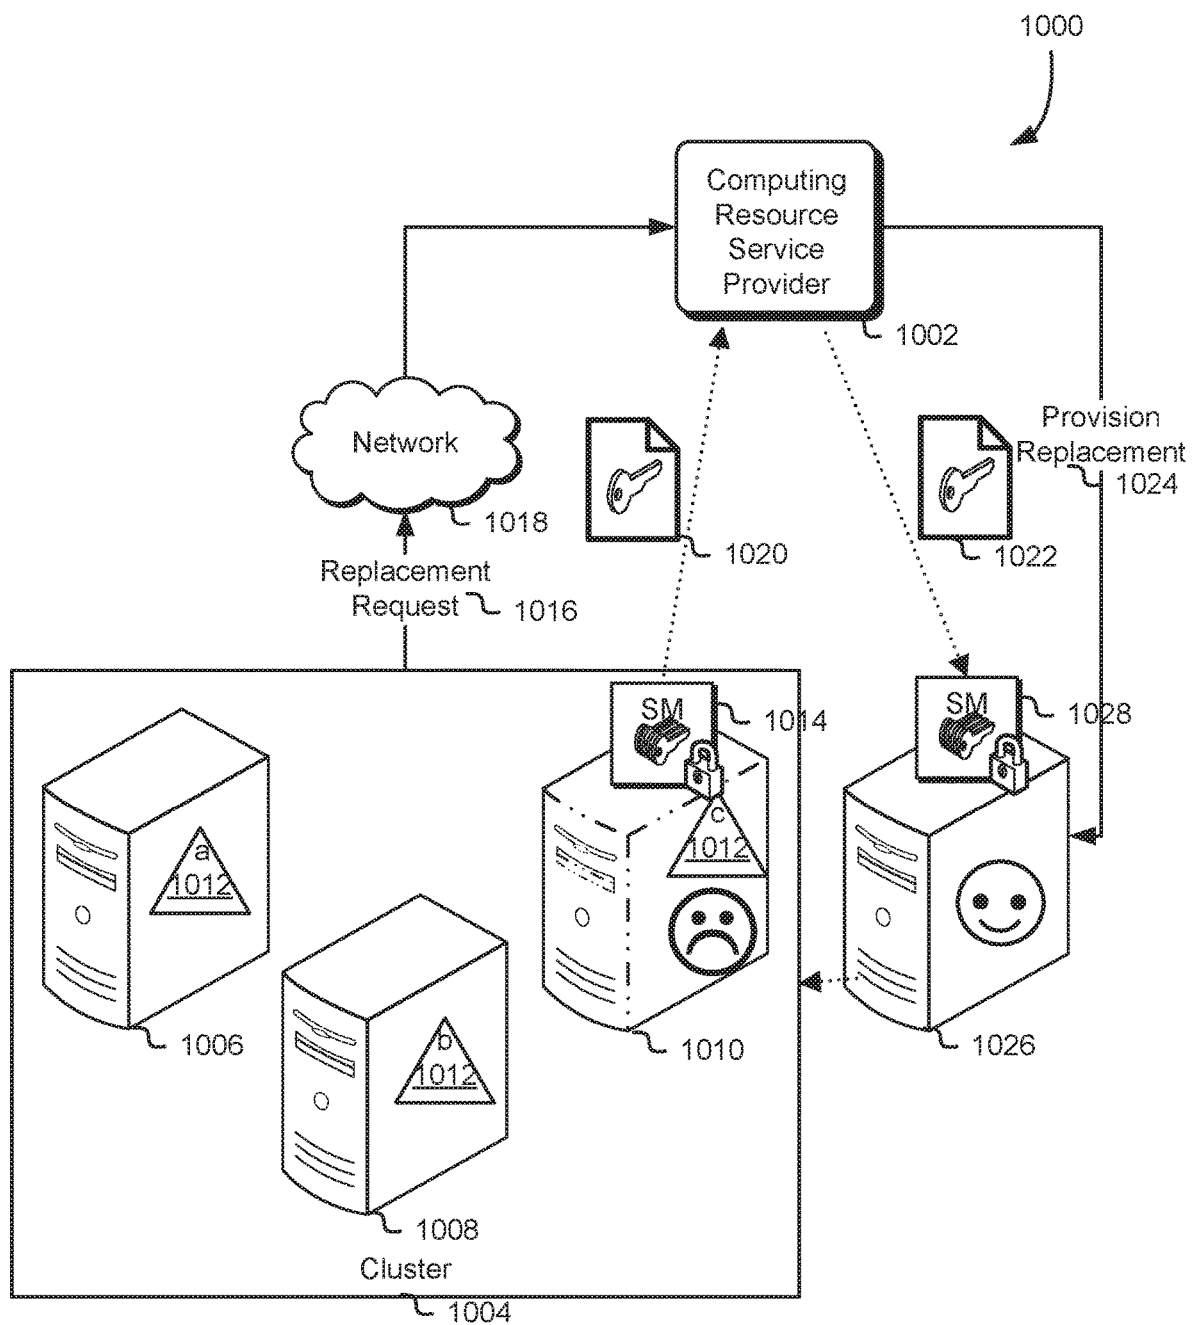 1000
Computing
Resource
Service
Provider
1002
Network
1018
Provision
Replacement
1024
1020
1022
Replacement
Request
1016
SM
1014
SM
1028
a
1012
c
1012
1006
b
1012
1010
1026
1008
Cluster
1004